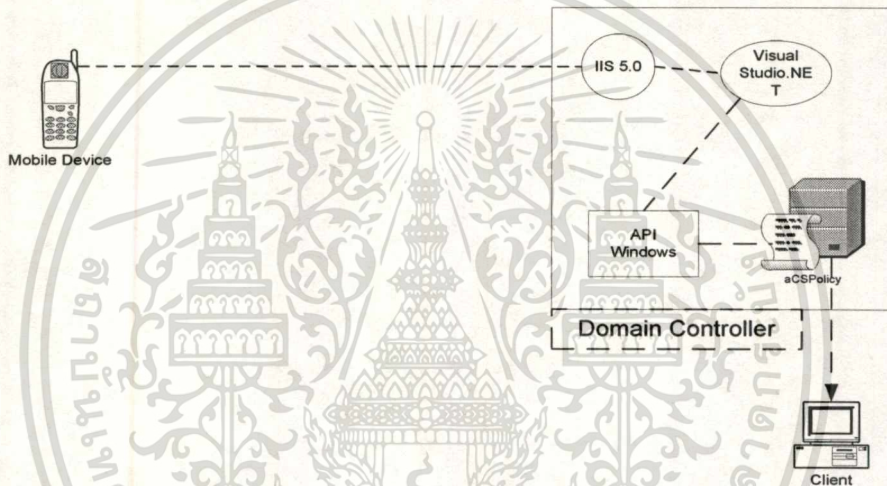 Mobile Device
IIS 5.0
Visual
Studio.NE
T
API
Windows
aCSPolicy
Domain Controller
Client